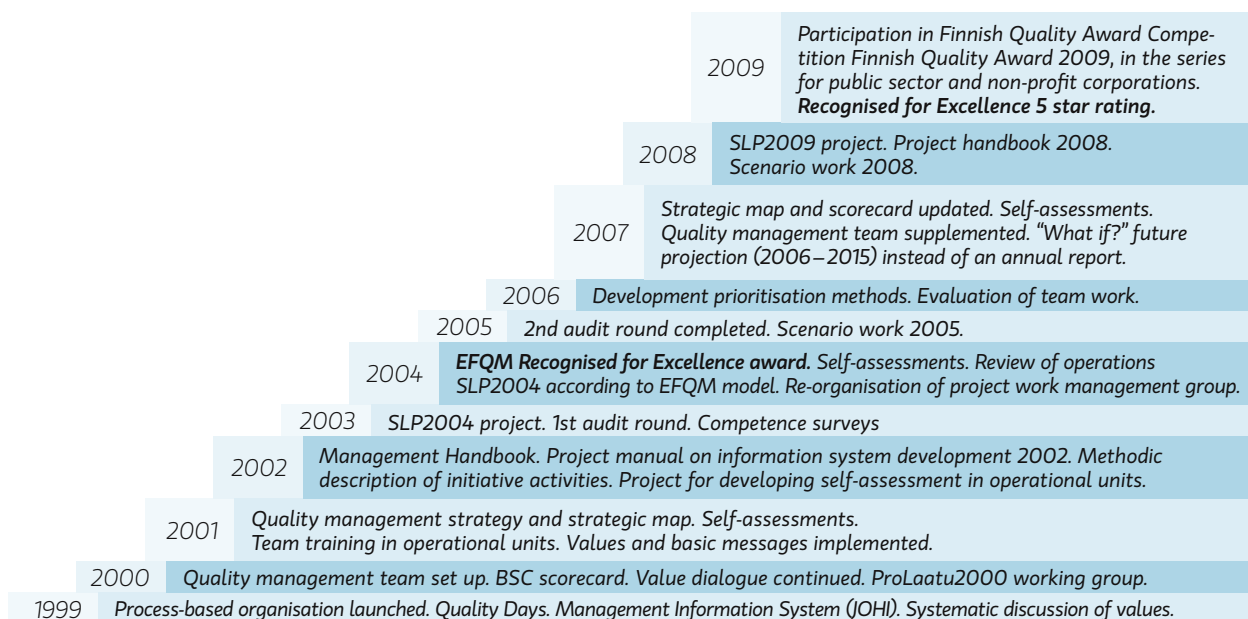 2009
Participation in Finnish Quality Award Compe-
tition Finnish Quality Award 2009, in the series
for public sector and non-profit corporations.
Recognised for Excellence 5 star rating.
2008
SLP2009 project. Project handbook 2008.
Scenario work 2008.
2007
Strategic map and scorecard updated. Self-assessments.
Quality management team supplemented. “What if?” future
projection (2006–2015) instead of an annual report.
2006
Development prioritisation methods. Evaluation of team work.
2005
2nd audit round completed. Scenario work 2005.
2004
EFQM Recognised for Excellence award. Self-assessments. Review of operations
SLP2004 according to EFQM model. Re-organisation of project work management group.
2003
SLP2004 project. 1st audit round. Competence surveys
2002
Management Handbook. Project manual on information system development 2002. Methodic
description of initiative activities. Project for developing self-assessment in operational units.
2001
Quality management strategy and strategic map. Self-assessments.
Team training in operational units. Values and basic messages implemented.
2000
Quality management team set up. BSC scorecard. Value dialogue continued. ProLaatu2000 working group.
1999
Process-based organisation launched. Quality Days. Management Information System (JOHI). Systematic discussion of values.